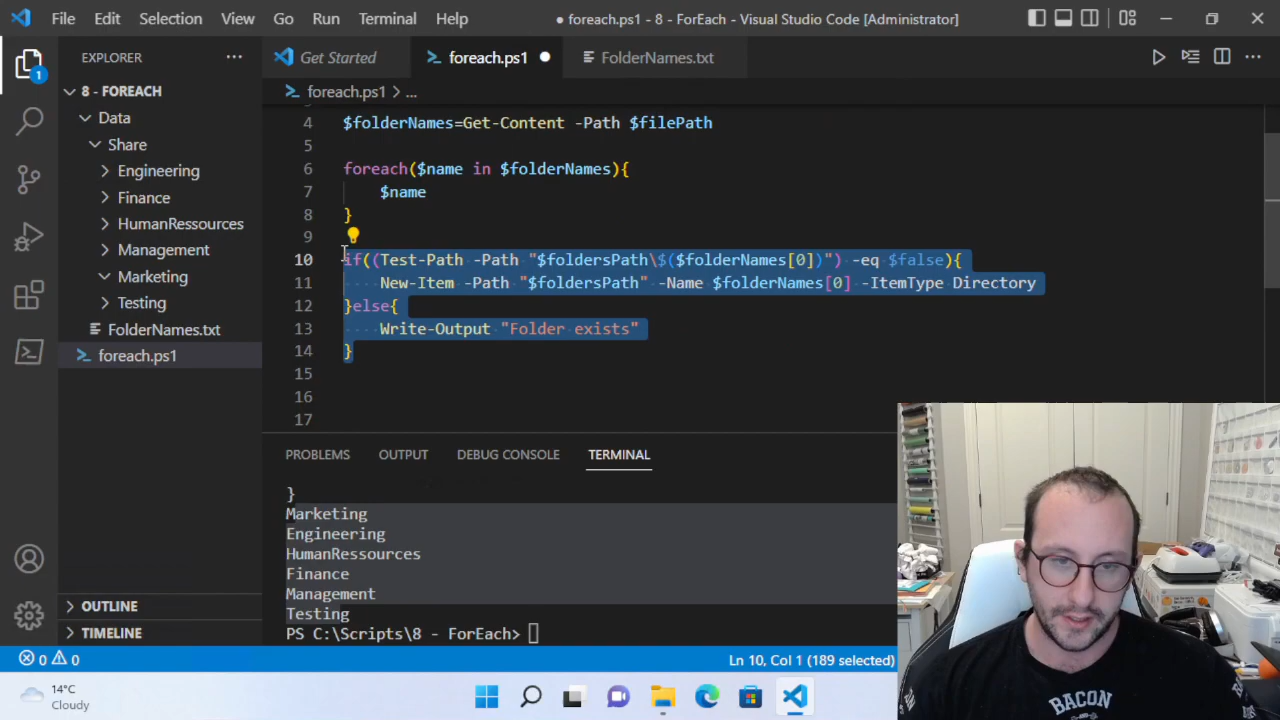 File Edit Selection View Go Run Terminal Help
● foreach.ps1 - 8 - ForEach - Visual Studio Code [Administrator]
EXPLORER
Get Started
foreach.ps1
FolderNames.txt
foreach.ps1 > ...
8 - FOREACH
Data
Share
Engineering
Finance
HumanRessources
Management
Marketing
Testing
FolderNames.txt
foreach.ps1
OUTLINE
TIMELINE
1
4 $folderNames=Get-Content -Path $filePath
5
6 foreach($name in $folderNames){
7 $name
8 }
9
10 if((Test-Path -Path "$foldersPath\$($folderNames[0])") -eq $false){
11 New-Item -Path "$foldersPath" -Name $folderNames[0] -ItemType Directory
12 }else{
13 Write-Output "Folder exists"
14 }
15
16
17
PROBLEMS OUTPUT DEBUG CONSOLE TERMINAL
}
Marketing
Engineering
HumanRessources
Finance
Management
Testing
PS C:\Scripts\8 - ForEach>
0 0
Ln 10, Col 1 (189 selected)
14°C
Cloudy
BACON